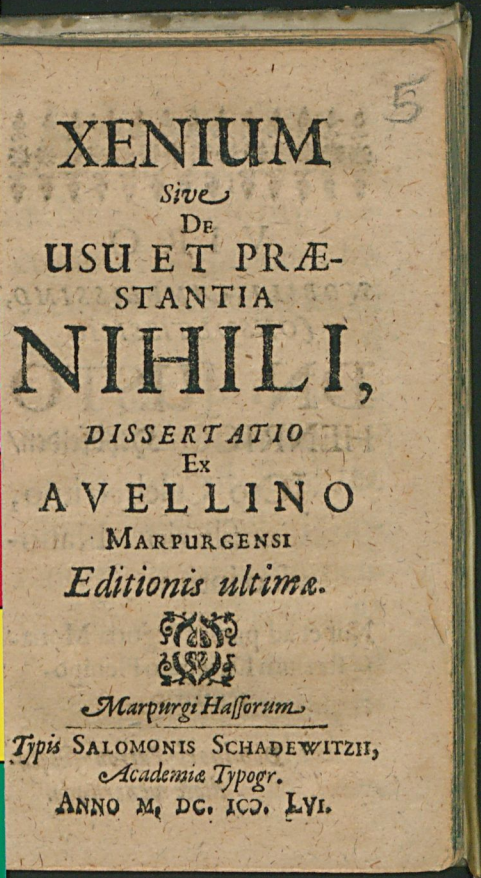 5
XENIUM
Sive
DE
USU ET PRÆ-
STANTIA
NIHILI,
DISSERTATIO
Ex
AVELLINO
MARPURGENSI
Editionis ultimæ.
Marpurgi Hassorum
Typis SALOMONIS SCHADEWITZII,
Academiæ Typogr.
ANNO M. DC. ICↃ. LVI.